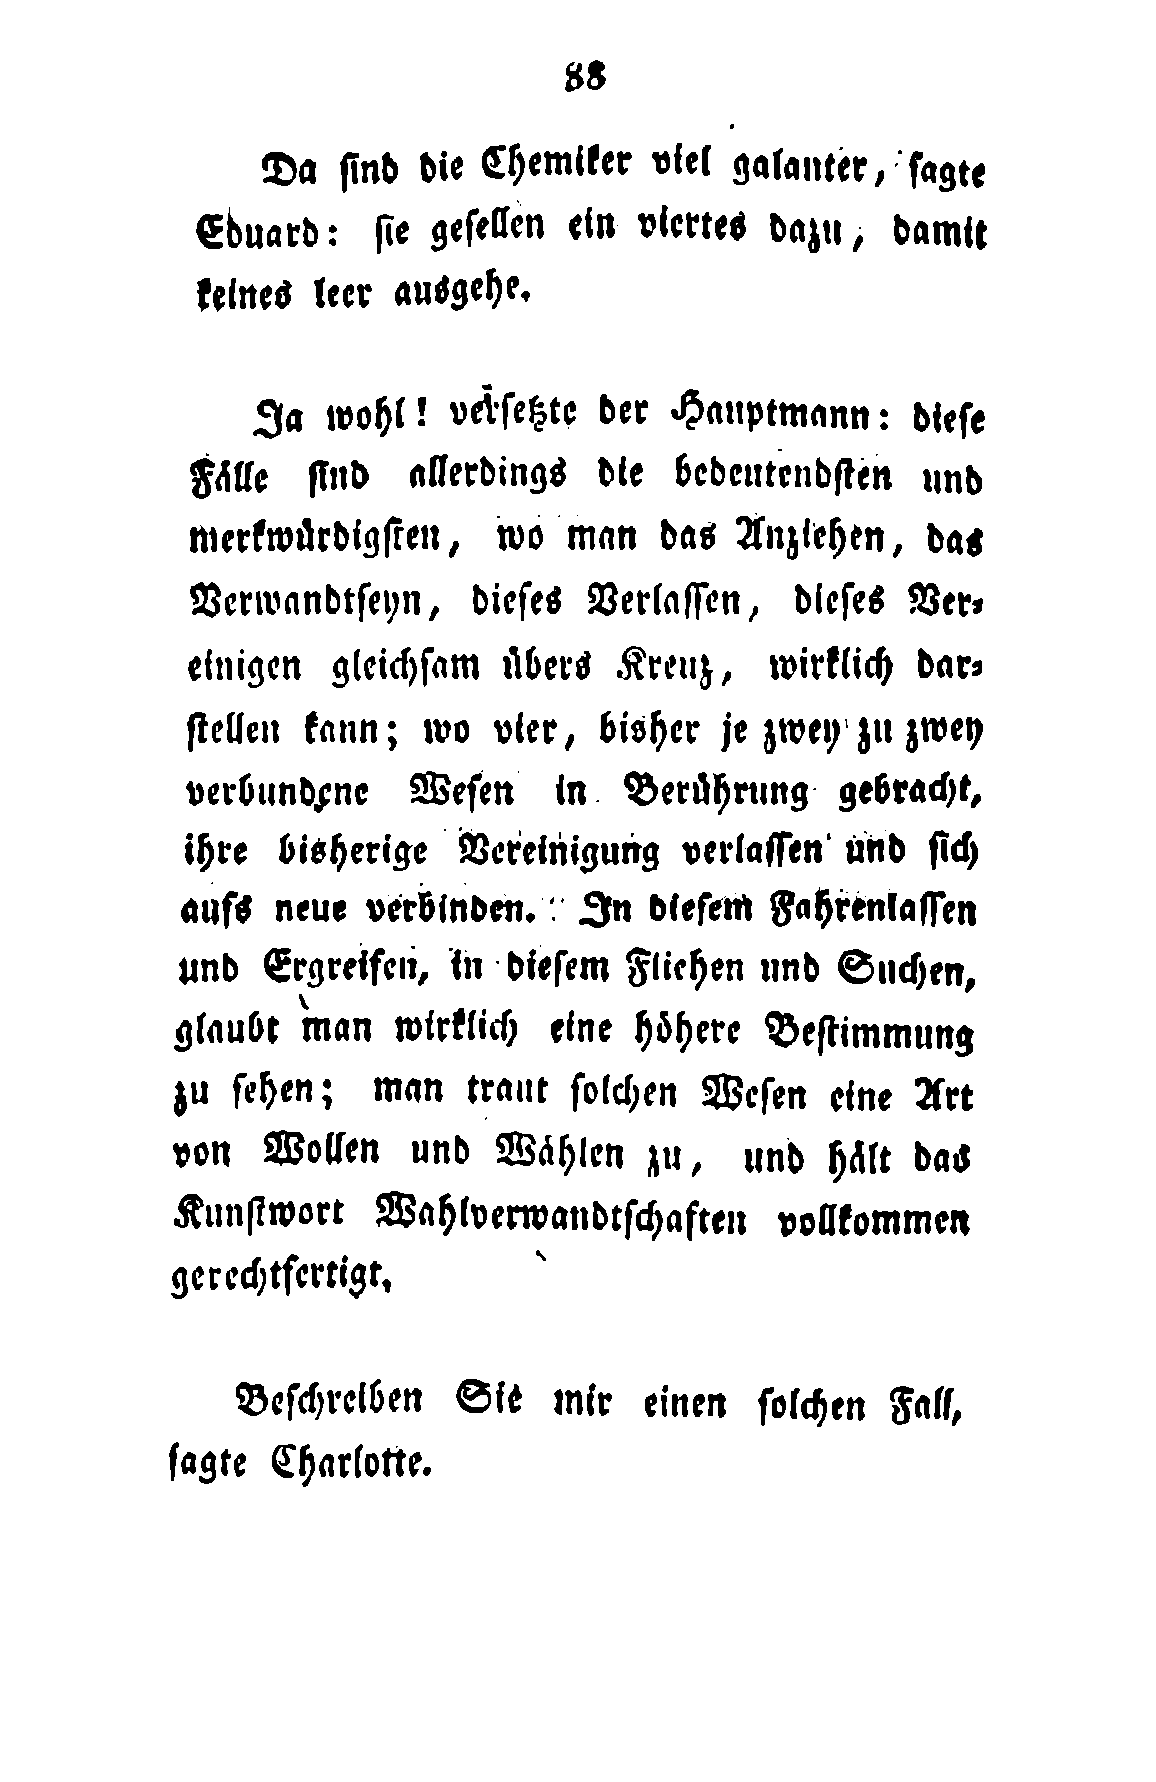 88
Da sind die Chemiker viel galanter, sagte
Eduard: sie gesellen ein viertes dazu, damit
keines leer ausgehe.
Ja wohl! versetzte der Hauptmann: diese
Fälle sind allerdings die bedeutendsten und
merkwürdigsten, wo man das Anziehen, das
Verwandtseyn, dieses Verlassen, dieses Ver-
einigen gleichsam übers Kreuz, wirklich dar-
stellen kann; wo vier, bisher je zwey zu zwey
verbundene Wesen in Berührung gebracht,
ihre bisherige Vereinigung verlassen und sich
aufs neue verbinden. In diesem Fahrenlassen
und Ergreifen, in diesem Fliehen und Suchen,
glaubt man wirklich eine höhere Bestimmung
zu sehen; man traut solchen Wesen eine Art
von Wollen und Wählen zu, und hält das
Kunstwort Wahlverwandtschaften vollkommen
gerechtfertigt.
Beschreiben Sie mir einen solchen Fall,
sagte Charlotte.